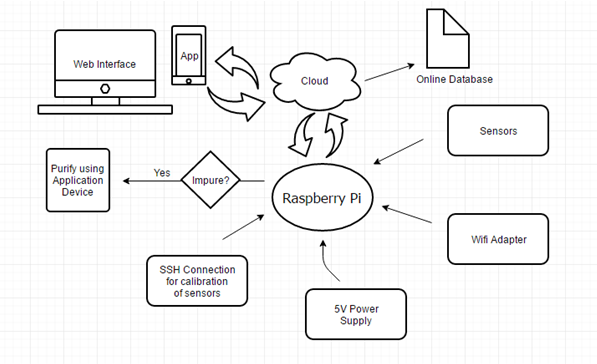 Web Interface
App
Cloud
Online Database
Sensors
Purify using
Application
Device
Yes
Impure?
Raspberry Pi
Wifi Adapter
SSH Connection
for calibration
of sensors
5V Power
Supply